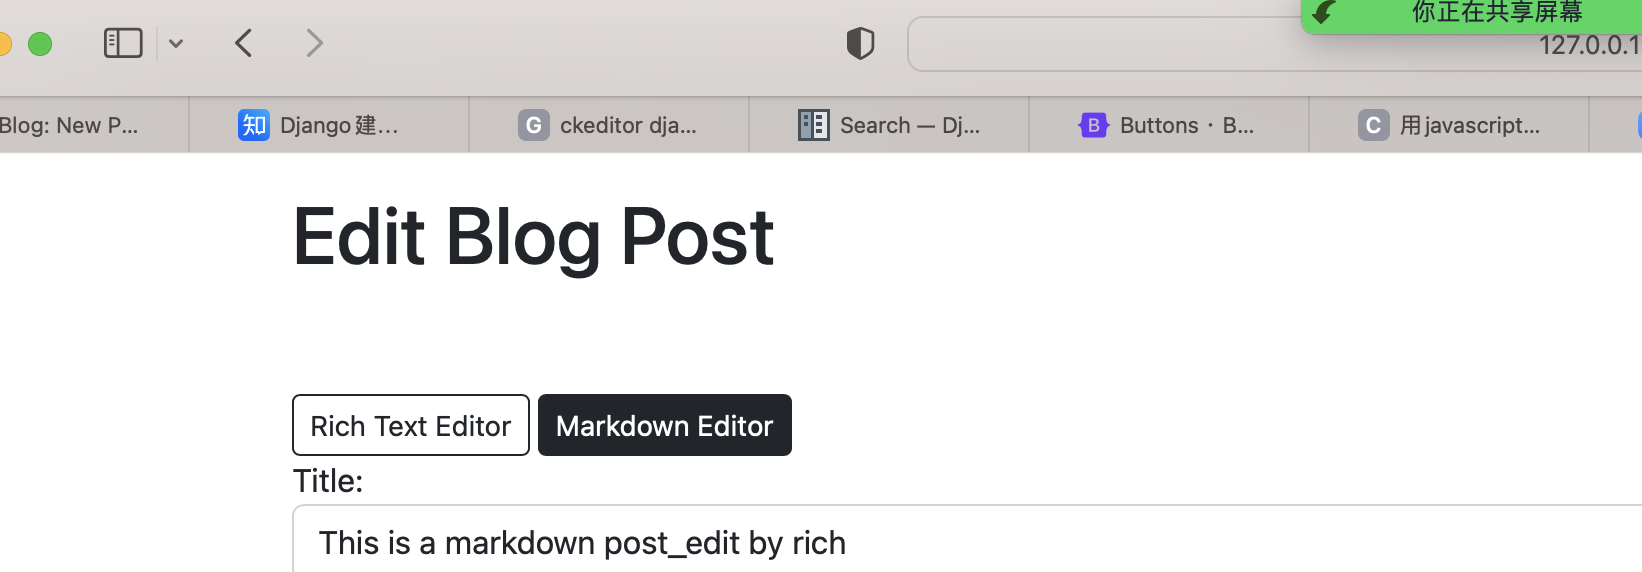 你正在共享屏幕
127.0.0.1
Blog: New P...
知 Django 建...
G ckeditor dja...
Search — Dj...
B Buttons · B...
C 用javascript...
Edit Blog Post
Rich Text Editor
Markdown Editor
Title:
This is a markdown post_edit by rich